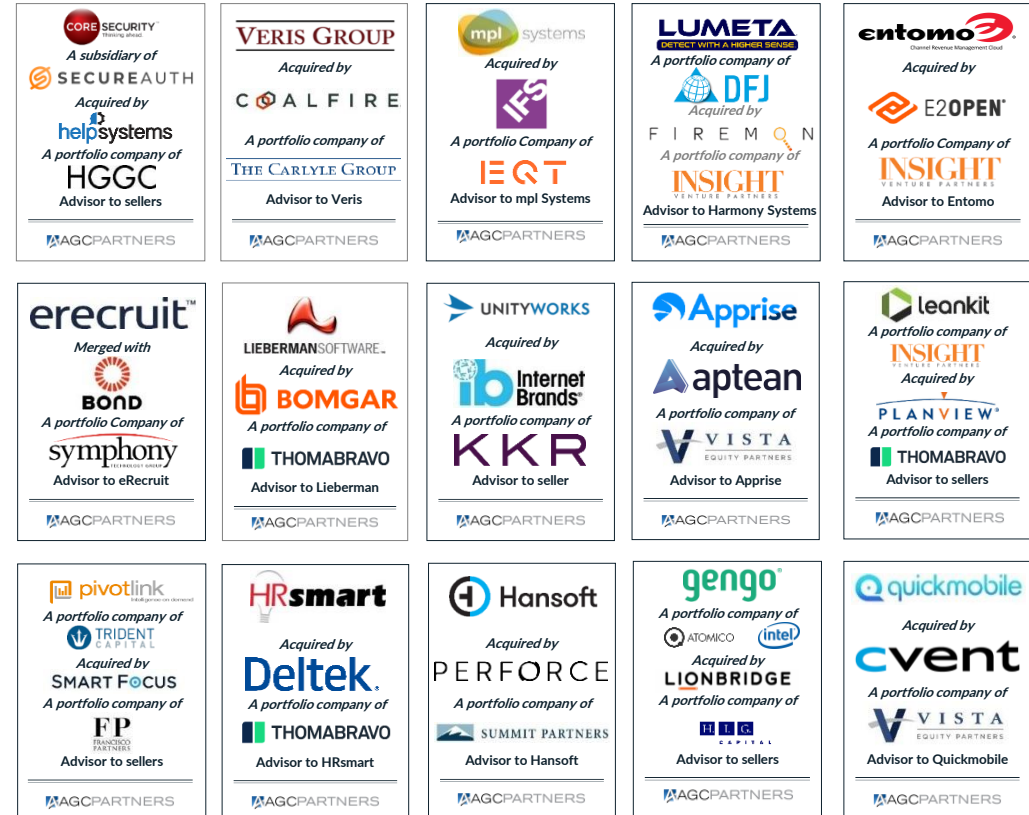 CORE SECURITY™
Thinking ahead.
A subsidiary of
SECUREAUTH
Acquired by
helpsystems
A portfolio company of
HGGC
Advisor to sellers
AGCPARTNERS
VERIS GROUP
Acquired by
COALFIRE
A portfolio company of
THE CARLYLE GROUP
Advisor to Veris
AGCPARTNERS
mpl systems
Acquired by
IFS
A portfolio Company of
EQT
Advisor to mpl Systems
AGCPARTNERS
LUMETA
DETECT WITH A HIGHER SENSE
A portfolio company of
DFJ
Acquired by
FIREMON
A portfolio company of
INSIGHT
VENTURE PARTNERS
Advisor to Harmony Systems
AGCPARTNERS
entomo
Channel Revenue Management Cloud
Acquired by
E2OPEN®
A portfolio Company of
INSIGHT
VENTURE PARTNERS
Advisor to Entomo
AGCPARTNERS
erecruit™
Merged with
BOND
A portfolio Company of
symphony
TECHNOLOGY GROUP
Advisor to eRecruit
AGCPARTNERS
LIEBERMANSOFTWARE
Acquired by
BOMGAR
A portfolio company of
THOMABRAVO
Advisor to Lieberman
AGCPARTNERS
UNITYWORKS
Acquired by
ib Internet
Brands®
A portfolio company of
KKR
Advisor to seller
AGCPARTNERS
Apprise
Acquired by
aptean
A portfolio company of
VISTA
EQUITY PARTNERS
Advisor to Apprise
AGCPARTNERS
leankit
A portfolio company of
INSIGHT
VENTURE PARTNERS
Acquired by
PLANVIEW®
A portfolio company of
THOMABRAVO
Advisor to sellers
AGCPARTNERS
pivotlink
intelligence on demand
A portfolio company of
TRIDENT
CAPITAL
Acquired by
SMART FOCUS
A portfolio company of
FP
FRANCISCO
PARTNERS
Advisor to sellers
AGCPARTNERS
HRsmart
Acquired by
Deltek.
A portfolio company of
THOMABRAVO
Advisor to HRsmart
AGCPARTNERS
Hansoft
Acquired by
PERFORCE
A portfolio company of
SUMMIT PARTNERS
Advisor to Hansoft
AGCPARTNERS
gengo®
A portfolio company of
ATOMICO intel
Acquired by
LIONBRIDGE
A portfolio company of
H.I.G.
CAPITAL
Advisor to sellers
AGCPARTNERS
quickmobile
Acquired by
cvent
A portfolio company of
VISTA
EQUITY PARTNERS
Advisor to Quickmobile
AGCPARTNERS